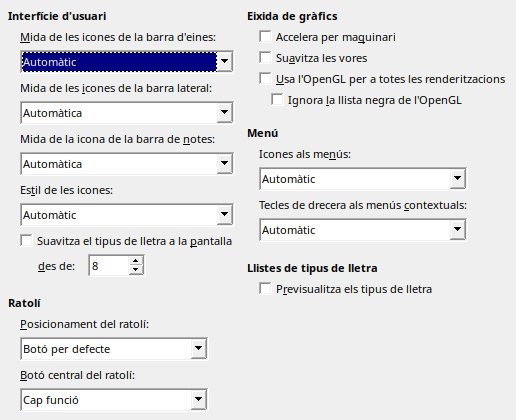 Interfície d'usuari
Mida de les icones de la barra d'eines:
Automàtic
Mida de les icones de la barra lateral:
Automàtica
Mida de la icona de la barra de notes:
Automàtica
Estil de les icones:
Automàtic
Suavitza el tipus de lletra a la pantalla
des de:
8
Ratolí
Posicionament del ratolí:
Botó per defecte
Botó central del ratolí:
Cap funció
Eixida de gràfics
Accelera per maquinari
Suavitza les vores
Usa l'OpenGL per a totes les renderitzacions
Ignora la llista negra de l'OpenGL
Menú
Icones als menús:
Automàtic
Tecles de drecera als menús contextuals:
Automàtic
Llistes de tipus de lletra
Previsualitza els tipus de lletra